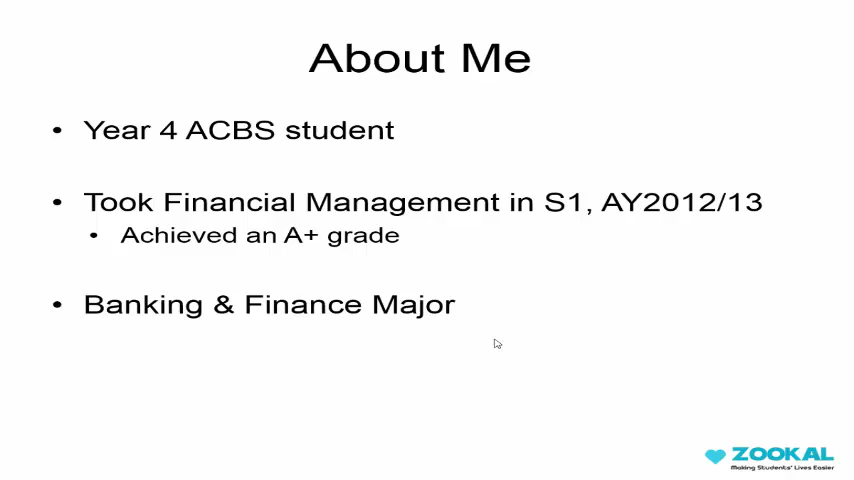 About Me
• Year 4 ACBS student
• Took Financial Management in S1, AY2012/13
• Achieved an A+ grade
• Banking & Finance Major
ZOOKAL
Making Students' Lives Easier